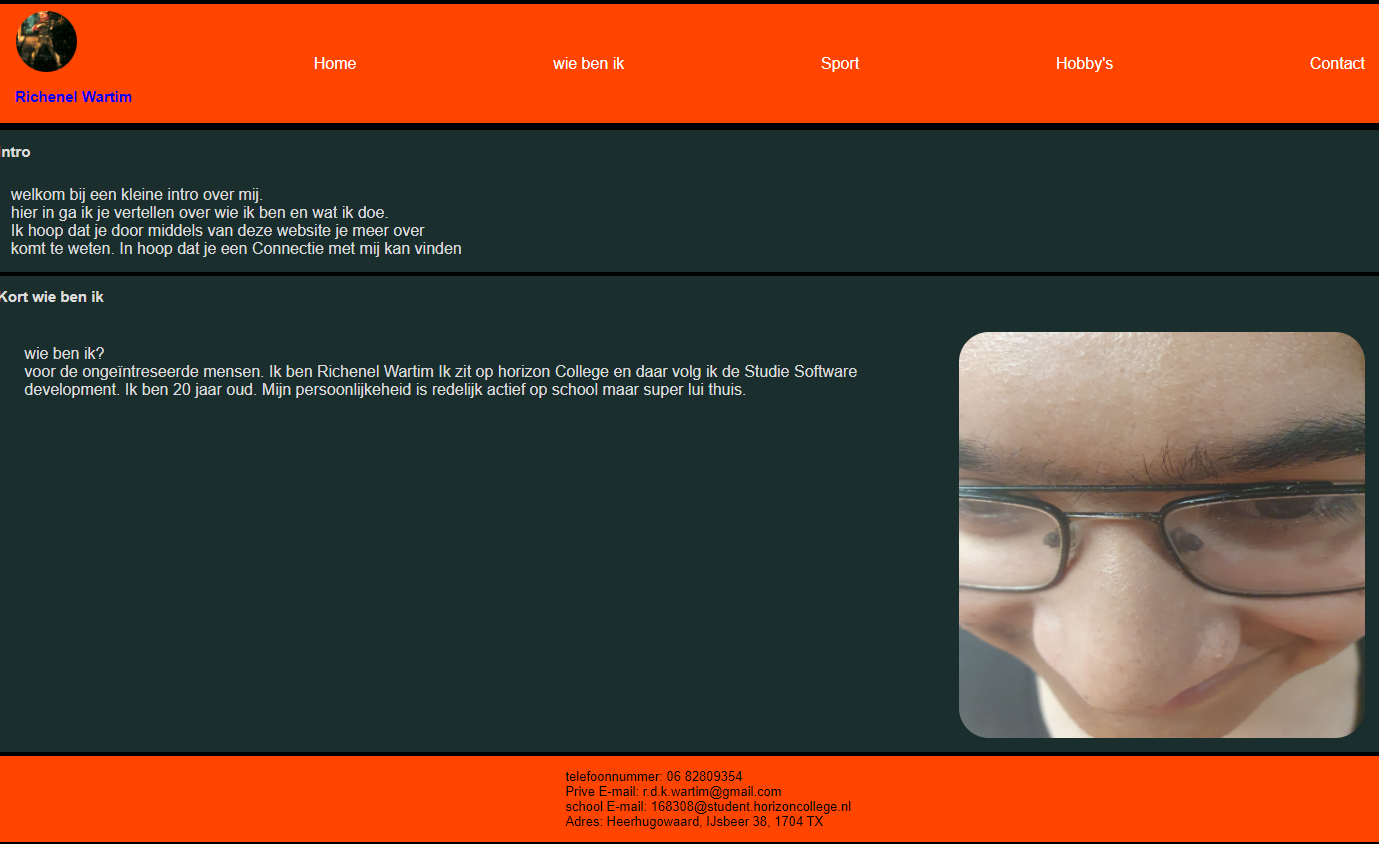 Home
wie ben ik
Sport
Hobby's
Contact
Richenel Wartim
Intro
welkom bij een kleine intro over mij.
hier in ga ik je vertellen over wie ik ben en wat ik doe.
Ik hoop dat je door middels van deze website je meer over
komt te weten. In hoop dat je een Connectie met mij kan vinden
Kort wie ben ik
wie ben ik?
voor de ongeïntreseerde mensen. Ik ben Richenel Wartim Ik zit op horizon College en daar volg ik de Studie Software
development. Ik ben 20 jaar oud. Mijn persoonlijkeheid is redelijk actief op school maar super lui thuis.
telefoonnummer: 06 82809354
Prive E-mail: r.d.k.wartim@gmail.com
school E-mail: 168308@student.horizoncollege.nl
Adres: Heerhugowaard, IJsbeer 38, 1704 TX